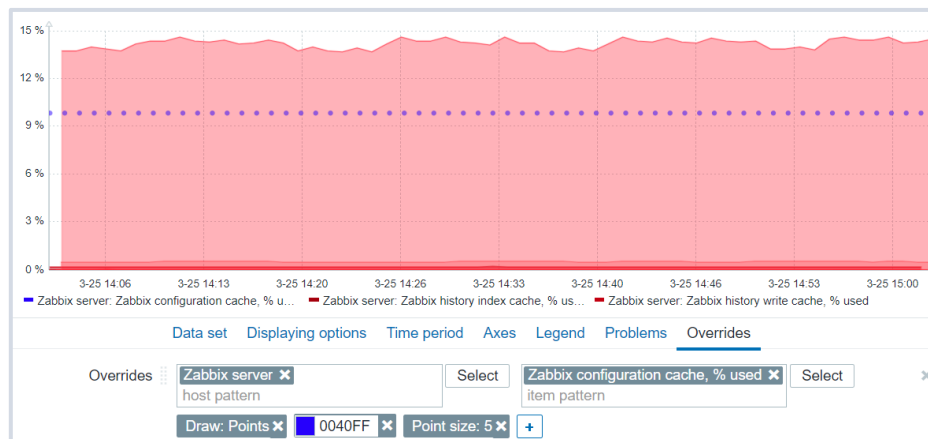 15 %
12 %
9 %
6 %
3 %
0 %
3-25 14:06 3-25 14:13 3-25 14:20 3-25 14:26 3-25 14:33 3-25 14:40 3-25 14:46 3-25 14:53 3-25 15:00
Zabbix server: Zabbix configuration cache, % u... Zabbix server: Zabbix history index cache, % us... Zabbix server: Zabbix history write cache, % used
Data set Displaying options Time period Axes Legend Problems Overrides
Overrides Zabbix server Select Zabbix configuration cache, % used Select
host pattern item pattern
Draw: Points 0040FF Point size: 5 +